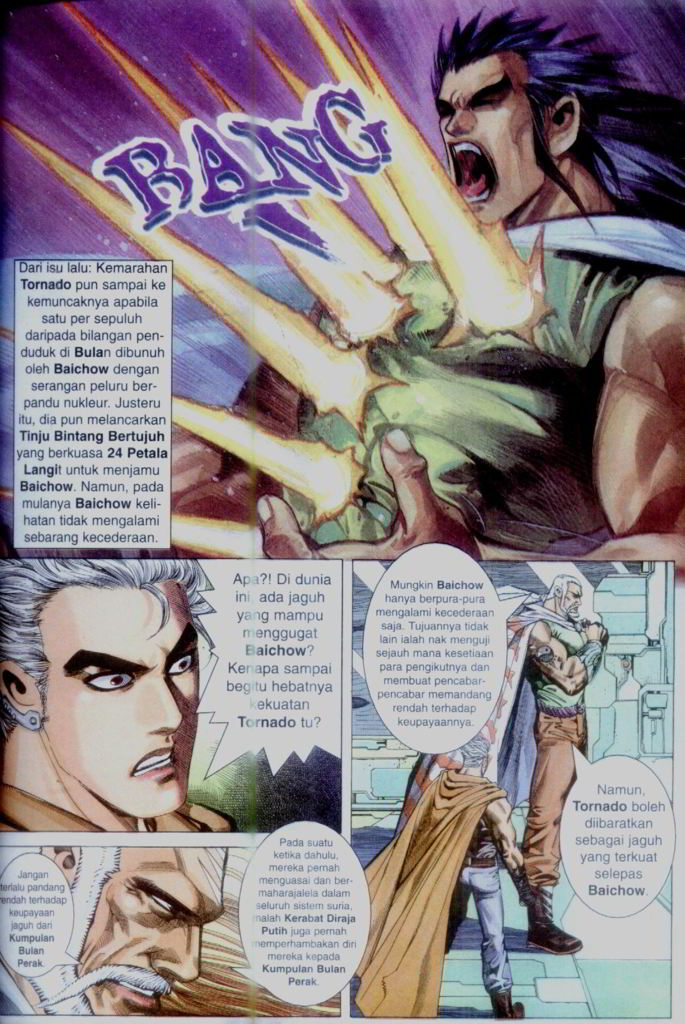 BANG
Dari isu lalu: Kemarahan
Tornado pun sampai ke
kemuncaknya apabila
satu per sepuluh
daripada bilangan pen-
duduk di Bulan dibunuh
oleh Baichow dengan
serangan peluru ber-
pandu nukleur. Justeru
itu, dia pun melancarkan
Tinju Bintang Bertujuh
yang berkuasa 24 Petala
Langit untuk menjamu
Baichow. Namun, pada
mulanya Baichow keli-
hatan tidak mengalami
sebarang kecederaan.
Apa?! Di dunia
ini, ada jaguh
yang mampu
menggugat
Baichow?
Kenapa sampai
begitu hebatnya
kekuatan
Tornado tu?
Mungkin Baichow
hanya berpura-pura
mengalami kecederaan
saja. Tujuannya tidak
lain ialah nak menguji
sejauh mana kesetiaan
para pengikutnya dan
membuat pencabar-
pencabar memandang
rendah terhadap
keupayaannya.
Namun,
Tornado boleh
diibaratkan
sebagai jaguh
yang terkuat
selepas
Baichow.
Pada suatu
ketika dahulu,
mereka pernah
menguasai dan ber-
maharajalela dalam
seluruh sistem suria,
malah Kerabat Diraja
Putih juga pernah
memperhambakan diri
mereka kepada
Kumpulan Bulan
Perak.
Jangan
terlalu pandang
rendah terhadap
keupayaan
jaguh dari
Kumpulan
Bulan
Perak.